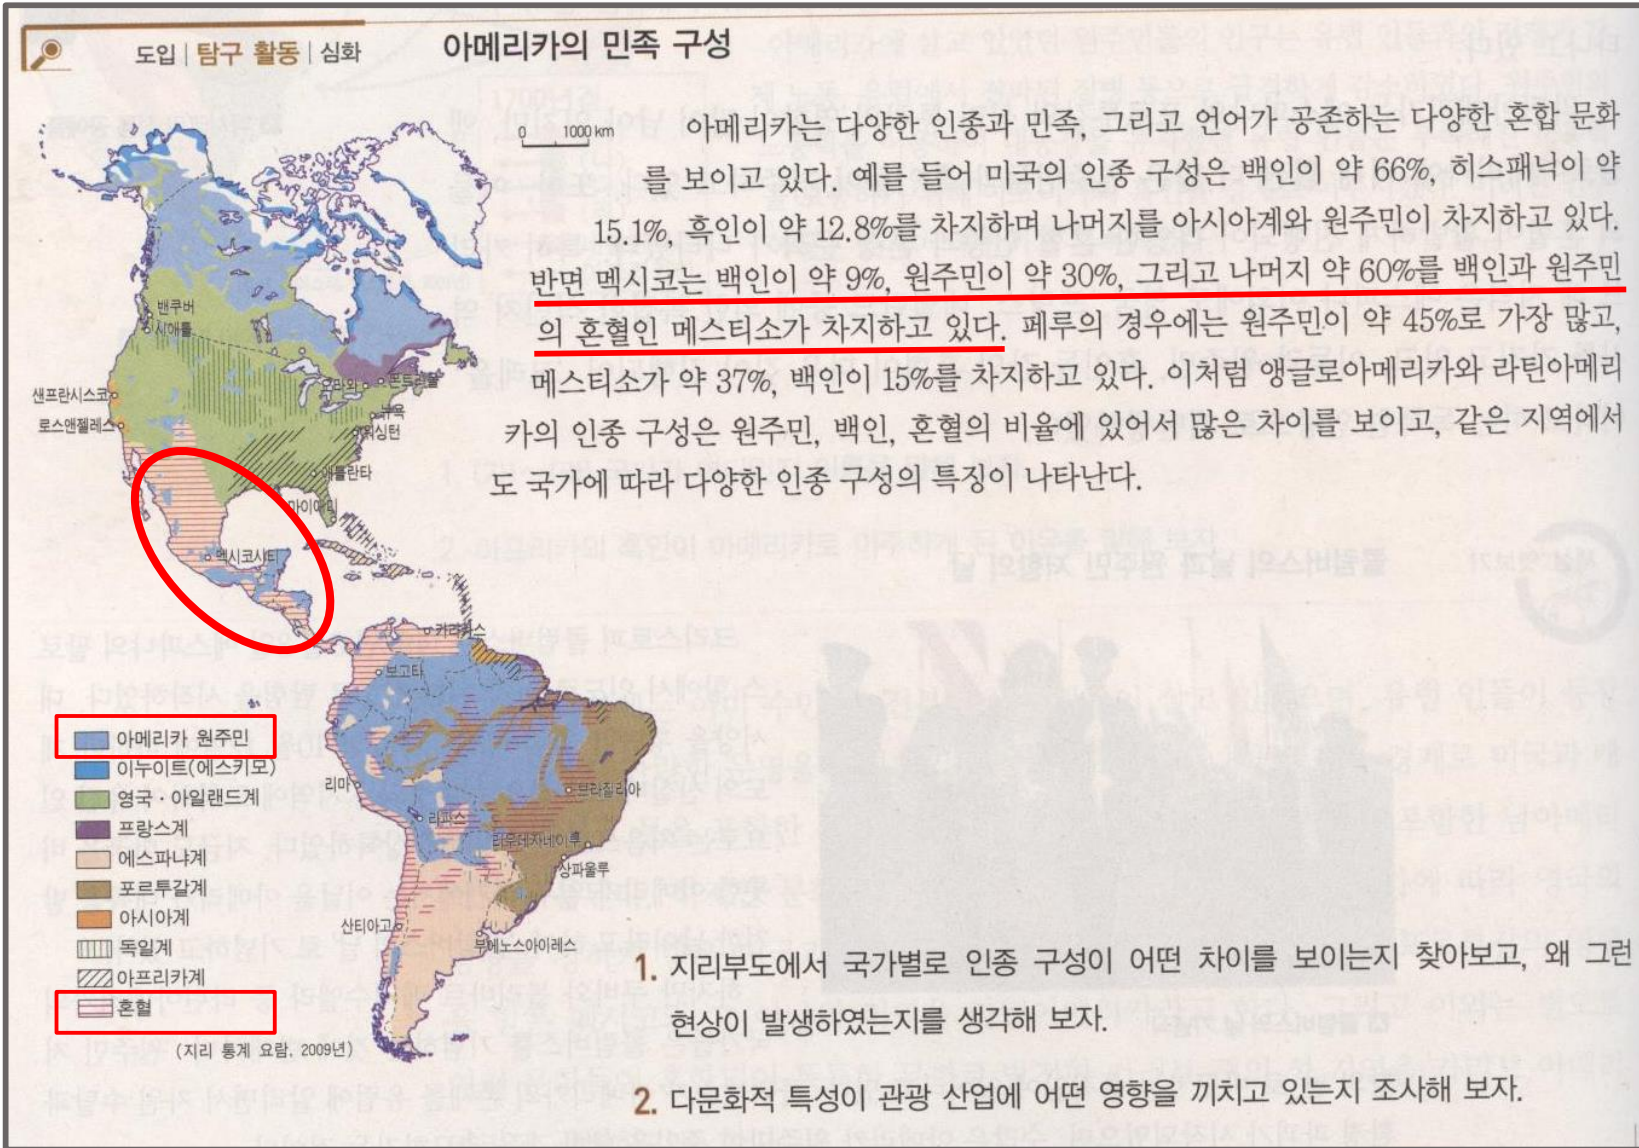 도입 | 탐구 활동 | 심화
아메리카의 민족 구성
0 1000 km
아메리카는 다양한 인종과 민족, 그리고 언어가 공존하는 다양한 혼합 문화
를 보이고 있다. 예를 들어 미국의 인종 구성은 백인이 약 66%, 히스패닉이 약
15.1%, 흑인이 약 12.8%를 차지하며 나머지를 아시아계와 원주민이 차지하고 있다.
반면 멕시코는 백인이 약 9%, 원주민이 약 30%, 그리고 나머지 약 60%를 백인과 원주민
의 혼혈인 메스티소가 차지하고 있다. 페루의 경우에는 원주민이 약 45%로 가장 많고,
메스티소가 약 37%, 백인이 15%를 차지하고 있다. 이처럼 앵글로아메리카와 라틴아메리
카의 인종 구성은 원주민, 백인, 혼혈의 비율에 있어서 많은 차이를 보이고, 같은 지역에서
도 국가에 따라 다양한 인종 구성의 특징이 나타난다.
밴쿠버
시애틀
오타와
몬트리올
샌프란시스코
뉴욕
로스앤젤레스
워싱턴
애틀란타
마이애미
멕시코시티
카라카스
보고타
리마
브라질리아
라파스
리우데자네이루
상파울루
산티아고
부에노스아이레스
아메리카 원주민
이누이트(에스키모)
영국·아일랜드계
프랑스계
에스파냐계
포르투갈계
아시아계
독일계
아프리카계
혼혈
(지리 통계 요람, 2009년)
1. 지리부도에서 국가별로 인종 구성이 어떤 차이를 보이는지 찾아보고, 왜 그런
현상이 발생하였는지를 생각해 보자.
2. 다문화적 특성이 관광 산업에 어떤 영향을 끼치고 있는지 조사해 보자.